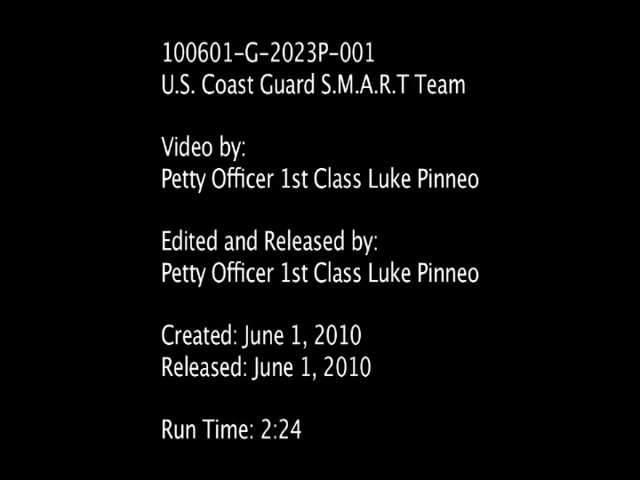 100601-G-2023P-001
U.S. Coast Guard S.M.A.R.T Team
Video by:
Petty Officer 1st Class Luke Pinneo
Edited and Released by:
Petty Officer 1st Class Luke Pinneo
Created: June 1, 2010
Released: June 1, 2010
Run Time: 2:24